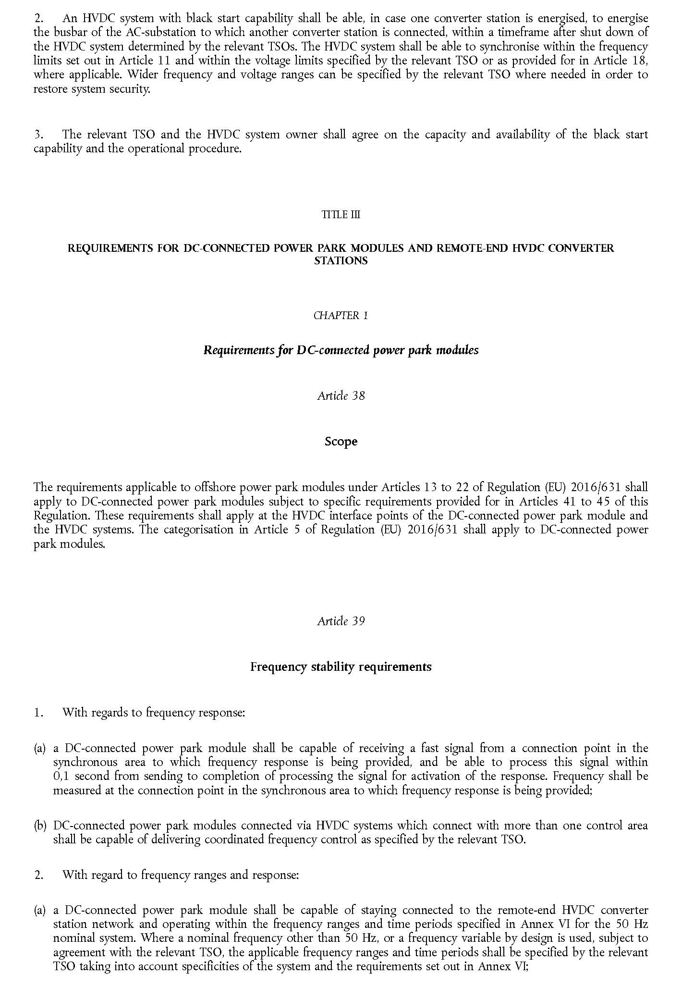 2. An HVDC system with black start capability shall be able, in case one converter station is energised, to energise
the busbar of the AC-substation to which another converter station is connected, within a timeframe after shut down of
the HVDC system determined by the relevant TSOs. The HVDC system shall be able to synchronise within the frequency
limits set out in Article 11 and within the voltage limits specified by the relevant TSO or as provided for in Article 18,
where applicable. Wider frequency and voltage ranges can be specified by the relevant TSO where needed in order to
restore system security.
3. The relevant TSO and the HVDC system owner shall agree on the capacity and availability of the black start
capability and the operational procedure.
TITLE III
REQUIREMENTS FOR DC-CONNECTED POWER PARK MODULES AND REMOTE-END HVDC CONVERTER
STATIONS
CHAPTER 1
Requirements for DC-connected power park modules
Article 38
Scope
The requirements applicable to offshore power park modules under Articles 13 to 22 of Regulation (EU) 2016/631 shall
apply to DC-connected power park modules subject to specific requirements provided for in Articles 41 to 45 of this
Regulation. These requirements shall apply at the HVDC interface points of the DC-connected power park module and
the HVDC systems. The categorisation in Article 5 of Regulation (EU) 2016/631 shall apply to DC-connected power
park modules.
Article 39
Frequency stability requirements
1. With regards to frequency response:
(a) a DC-connected power park module shall be capable of receiving a fast signal from a connection point in the
synchronous area to which frequency response is being provided, and be able to process this signal within
0,1 second from sending to completion of processing the signal for activation of the response. Frequency shall be
measured at the connection point in the synchronous area to which frequency response is being provided;
(b) DC-connected power park modules connected via HVDC systems which connect with more than one control area
shall be capable of delivering coordinated frequency control as specified by the relevant TSO.
2. With regard to frequency ranges and response:
(a) a DC-connected power park module shall be capable of staying connected to the remote-end HVDC converter
station network and operating within the frequency ranges and time periods specified in Annex VI for the 50 Hz
nominal system. Where a nominal frequency other than 50 Hz, or a frequency variable by design is used, subject to
agreement with the relevant TSO, the applicable frequency ranges and time periods shall be specified by the relevant
TSO taking into account specificities of the system and the requirements set out in Annex VI;